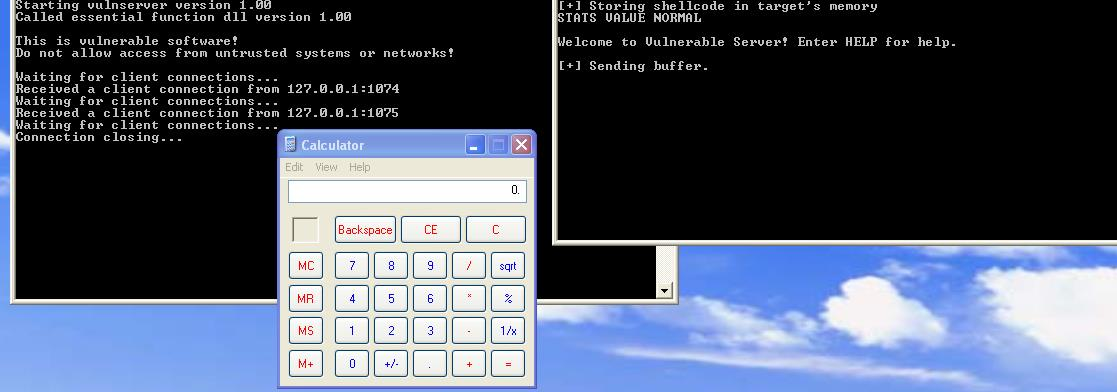 Starting vulnserver version 1.00
Called essential function dll version 1.00
This is vulnerable software!
Do not allow access from untrusted systems or networks!
Waiting for client connections...
Received a client connection from 127.0.0.1:1074
Waiting for client connections...
Received a client connection from 127.0.0.1:1075
Waiting for client connections...
Connection closing...
[+] Storing shellcode in target's memory
STATS VALUE NORMAL
Welcome to Vulnerable Server! Enter HELP for help.
[+] Sending buffer.
Calculator
Edit View Help
0.
Backspace CE C
MC 7 8 9 / sqrt
MR 4 5 6 * %
MS 1 2 3 - 1/x
M+ 0 +/- . + =